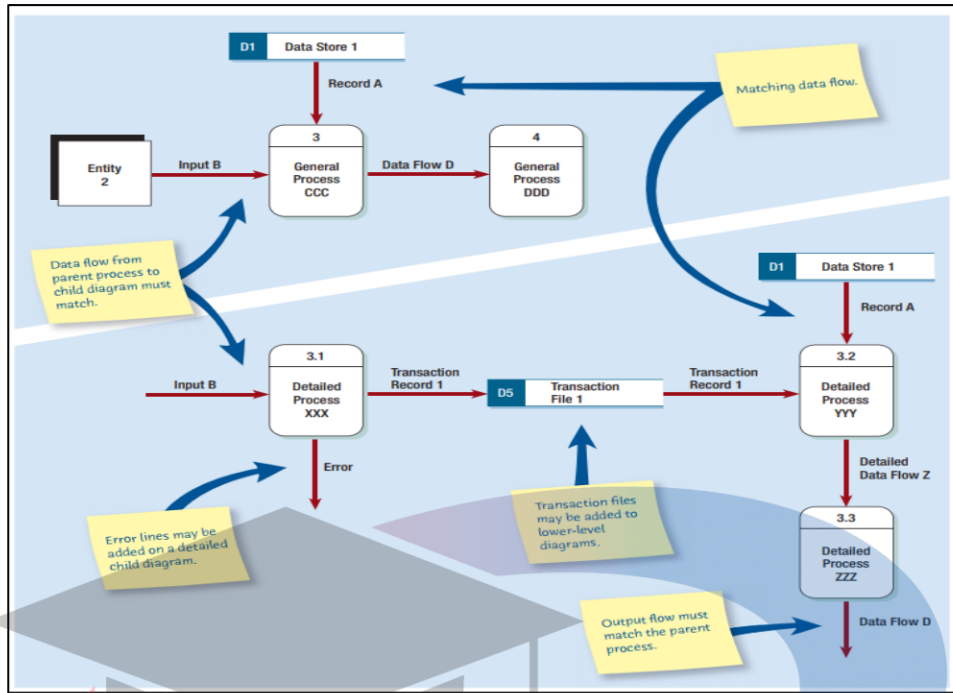 D1 Data Store 1
Record A
Matching data flow.
3
General
Process
CCC
4
General
Process
DDD
Entity
2
Input B
Data Flow D
Data flow from
parent process to
child diagram must
match.
D1 Data Store 1
Record A
3.1
Detailed
Process
XXX
Input B
Transaction
Record 1
D5 Transaction
File 1
Transaction
Record 1
3.2
Detailed
Process
YYY
Error
Detailed
Data Flow Z
Error lines may be
added on a detailed
child diagram.
Transaction files
may be added to
lower-level
diagrams.
3.3
Detailed
Process
ZZZ
Output flow must
match the parent
process.
Data Flow D